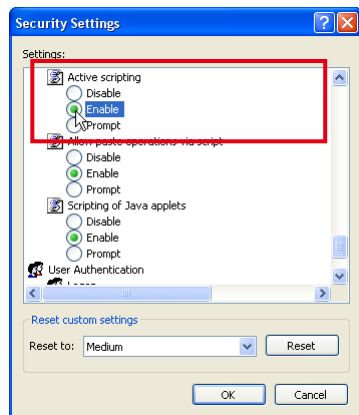 Security Settings
Settings:
Active scripting
Disable
Enable
Prompt
Allow paste operations via script
Disable
Enable
Prompt
Scripting of Java applets
Disable
Enable
Prompt
User Authentication
Logon
Reset custom settings
Reset to: Medium Reset
OK Cancel